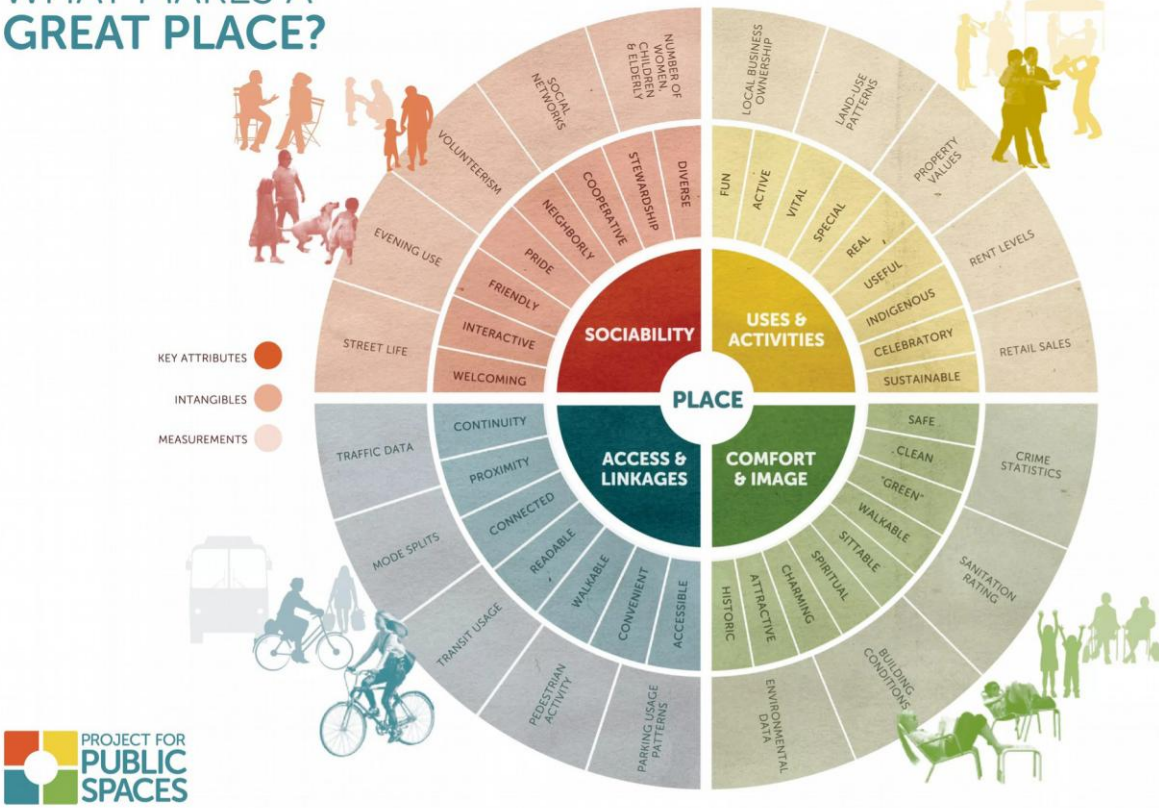 WHAT MAKES A
GREAT PLACE?
NUMBER OF
WOMEN,
CHILDREN
& ELDERLY
SOCIAL
NETWORKS
VOLUNTEERISM
EVENING USE
STREET LIFE
LOCAL BUSINESS
OWNERSHIP
LAND-USE
PATTERNS
PROPERTY
VALUES
RENT LEVELS
RETAIL SALES
DIVERSE
STEWARDSHIP
COOPERATIVE
NEIGHBORLY
PRIDE
FRIENDLY
INTERACTIVE
WELCOMING
FUN
ACTIVE
VITAL
SPECIAL
REAL
USEFUL
INDIGENOUS
CELEBRATORY
SUSTAINABLE
SOCIABILITY
USES &
ACTIVITIES
PLACE
ACCESS &
LINKAGES
COMFORT
& IMAGE
KEY ATTRIBUTES
INTANGIBLES
MEASUREMENTS
CONTINUITY
PROXIMITY
CONNECTED
READABLE
WALKABLE
CONVENIENT
ACCESSIBLE
SAFE
CLEAN
"GREEN"
WALKABLE
SITTABLE
SPIRITUAL
CHARMING
ATTRACTIVE
HISTORIC
TRAFFIC DATA
MODE SPLITS
TRANSIT USAGE
PEDESTRIAN
ACTIVITY
PARKING USAGE
PATTERNS
CRIME
STATISTICS
SANITATION
RATING
BUILDING
CONDITIONS
ENVIRONMENTAL
DATA
PROJECT FOR
PUBLIC
SPACES